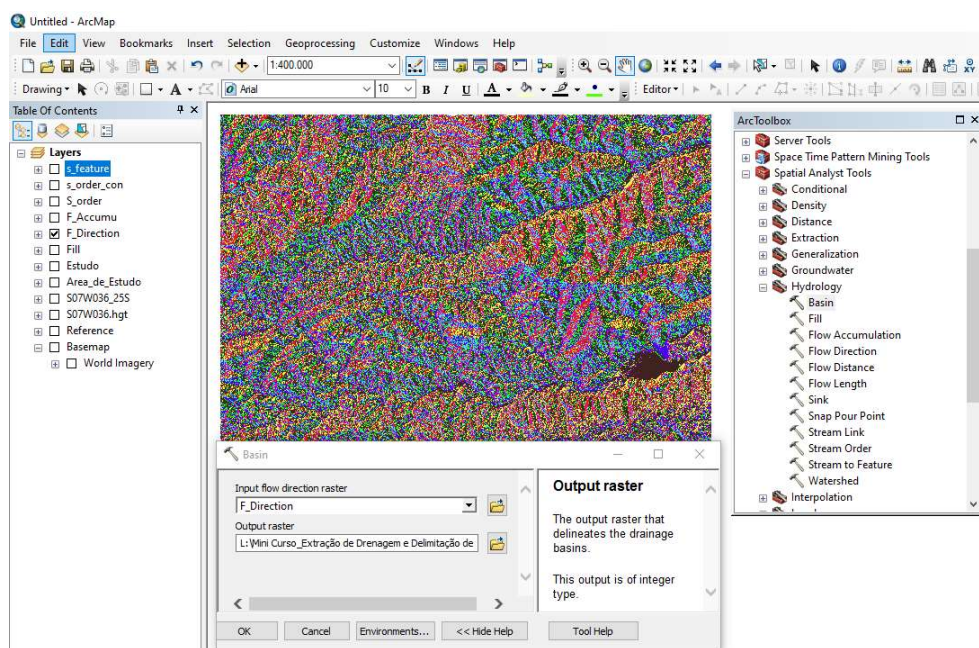 Untitled - ArcMap
File Edit View Bookmarks Insert Selection Geoprocessing Customize Windows Help
1:400.000
Drawing Arial 10 B I U A Editor
Table Of Contents
Layers
s_feature
s_order_con
S_order
F_Accumu
F_Direction
Fill
Estudo
Area_de_Estudo
S07W036_25S
S07W036.hgt
Reference
Basemap
World Imagery
ArcToolbox
Server Tools
Space Time Pattern Mining Tools
Spatial Analyst Tools
Conditional
Density
Distance
Extraction
Generalization
Groundwater
Hydrology
Basin
Fill
Flow Accumulation
Flow Direction
Flow Distance
Flow Length
Sink
Snap Pour Point
Stream Link
Stream Order
Stream to Feature
Watershed
Interpolation
Basin
Input flow direction raster
F_Direction
Output raster
L:\Mini Curso_Extração de Drenagem e Delimitação de
Output raster
The output raster that
delineates the drainage
basins.
This output is of integer
type.
OK Cancel Environments... << Hide Help Tool Help